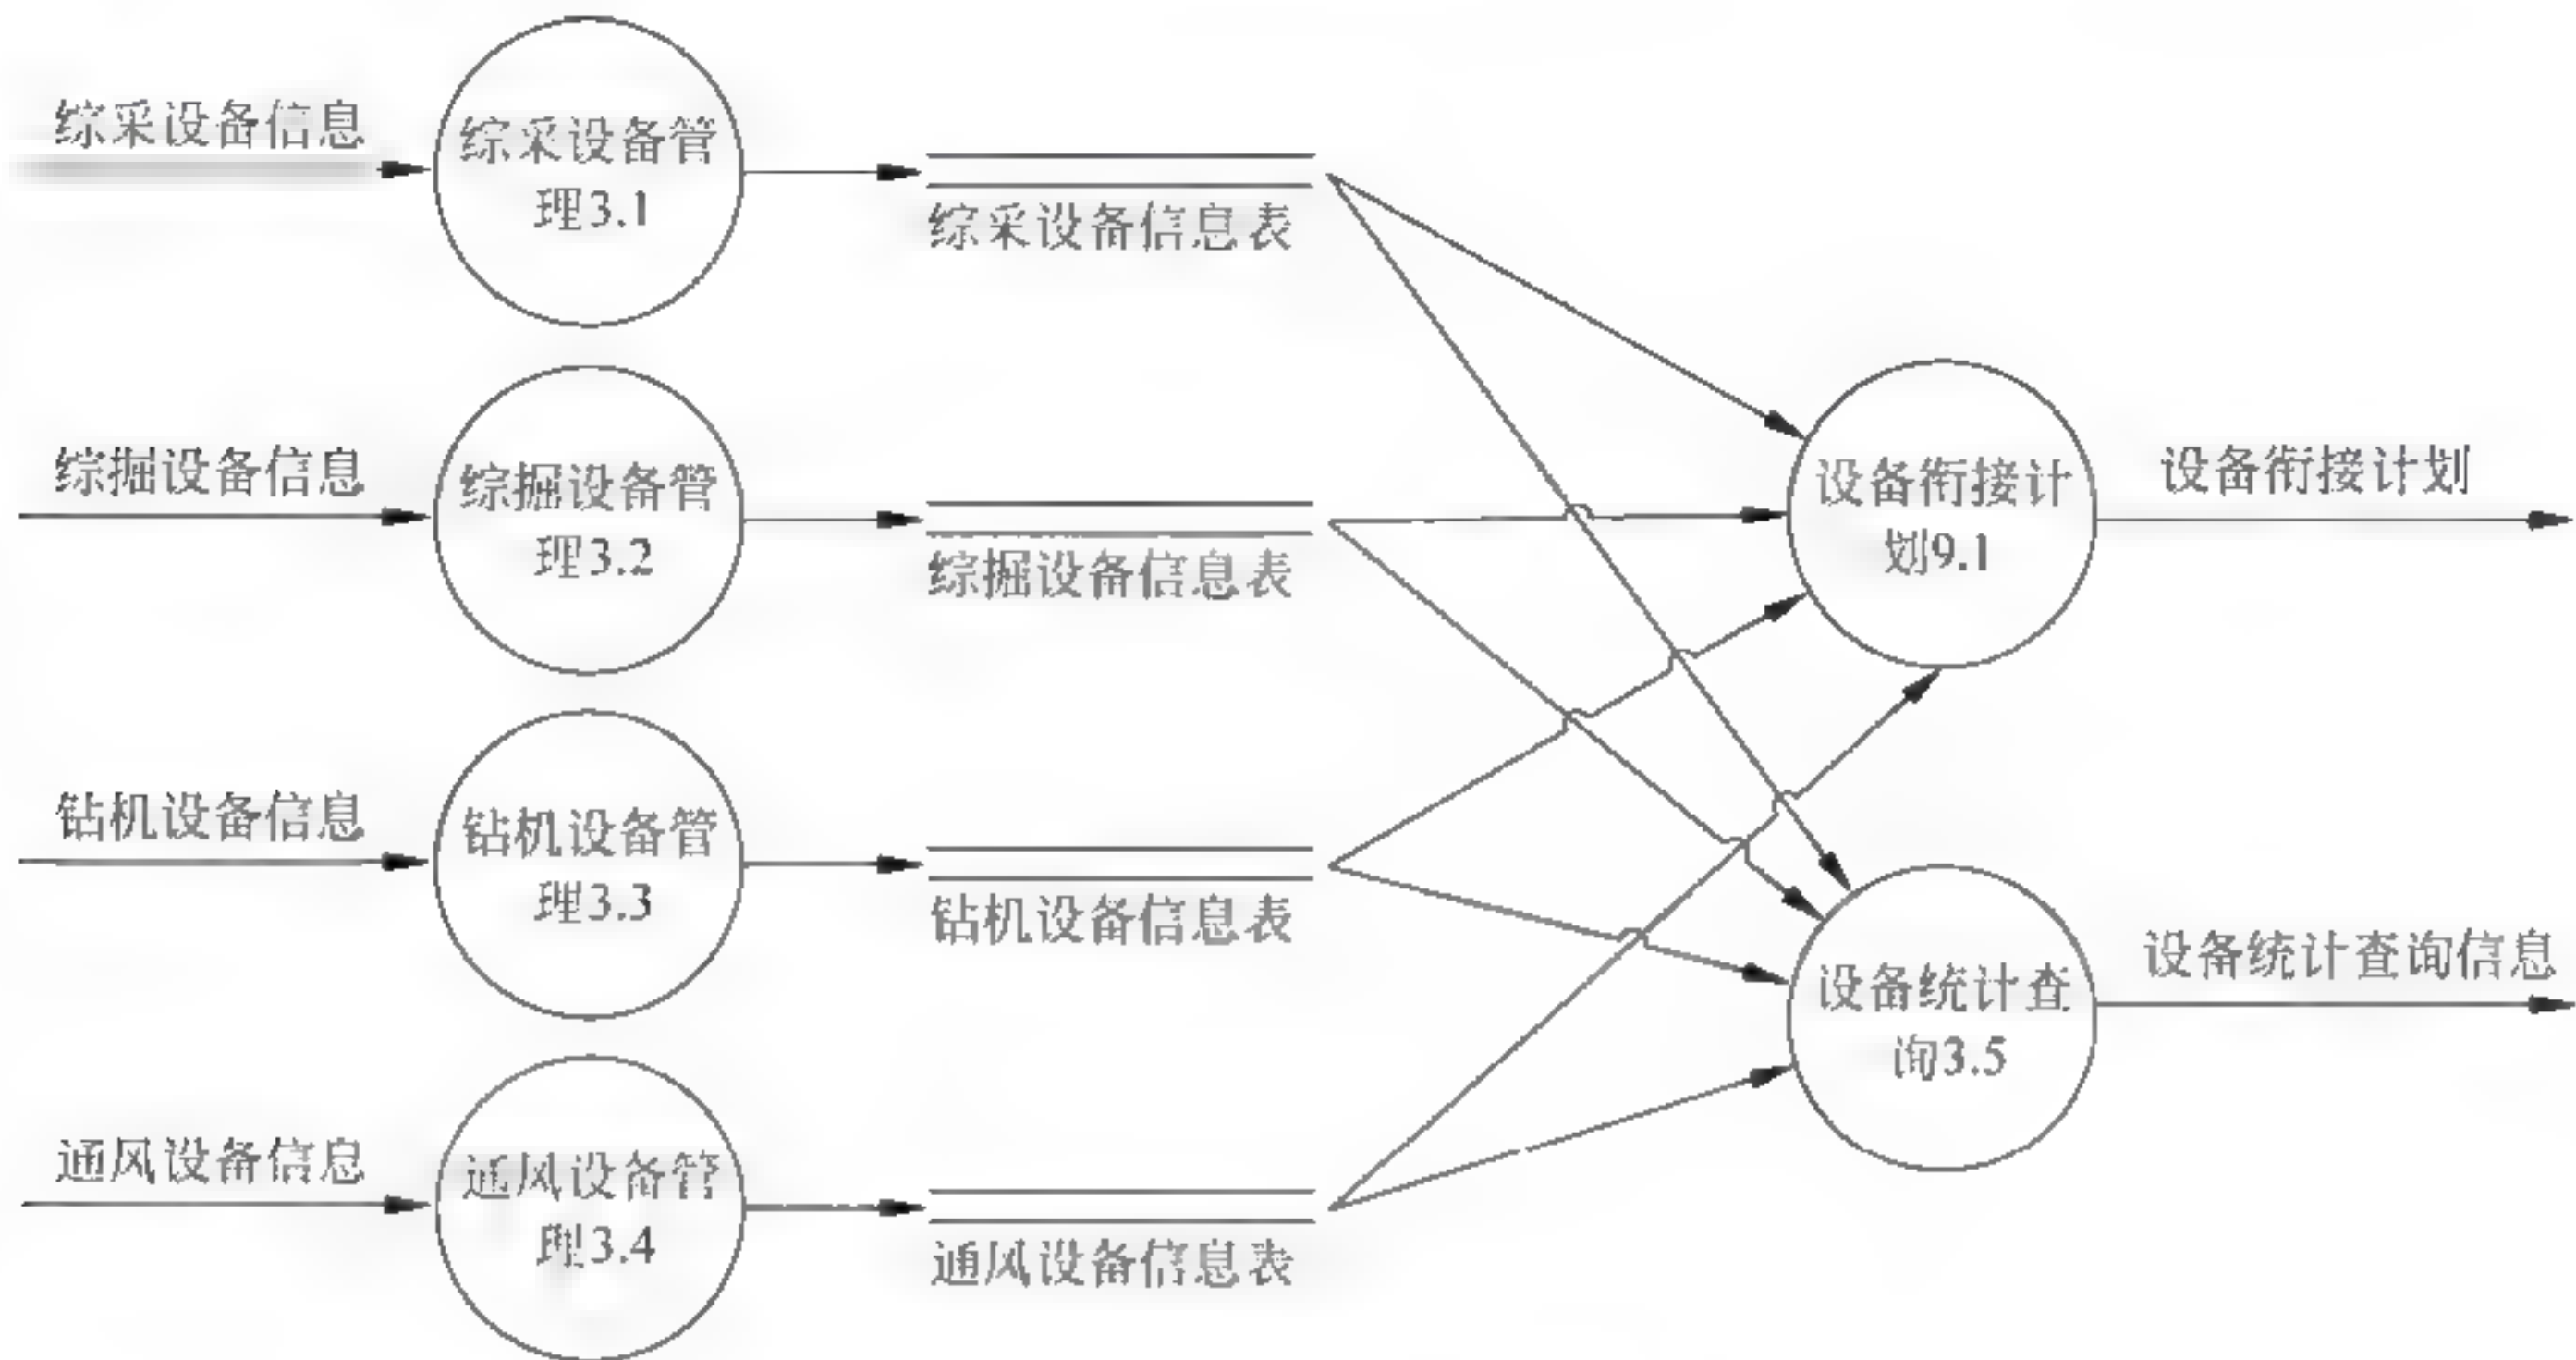 综采设备信息
综采设备管
理3.1
综采设备信息表
综掘设备信息
综掘设备管
理3.2
综掘设备信息表
设备衔接计
划9.1
设备衔接计划
钻机设备信息
钻机设备管
理3.3
钻机设备信息表
设备统计查
询3.5
设备统计查询信息
通风设备信息
通风设备管
理3.4
通风设备信息表